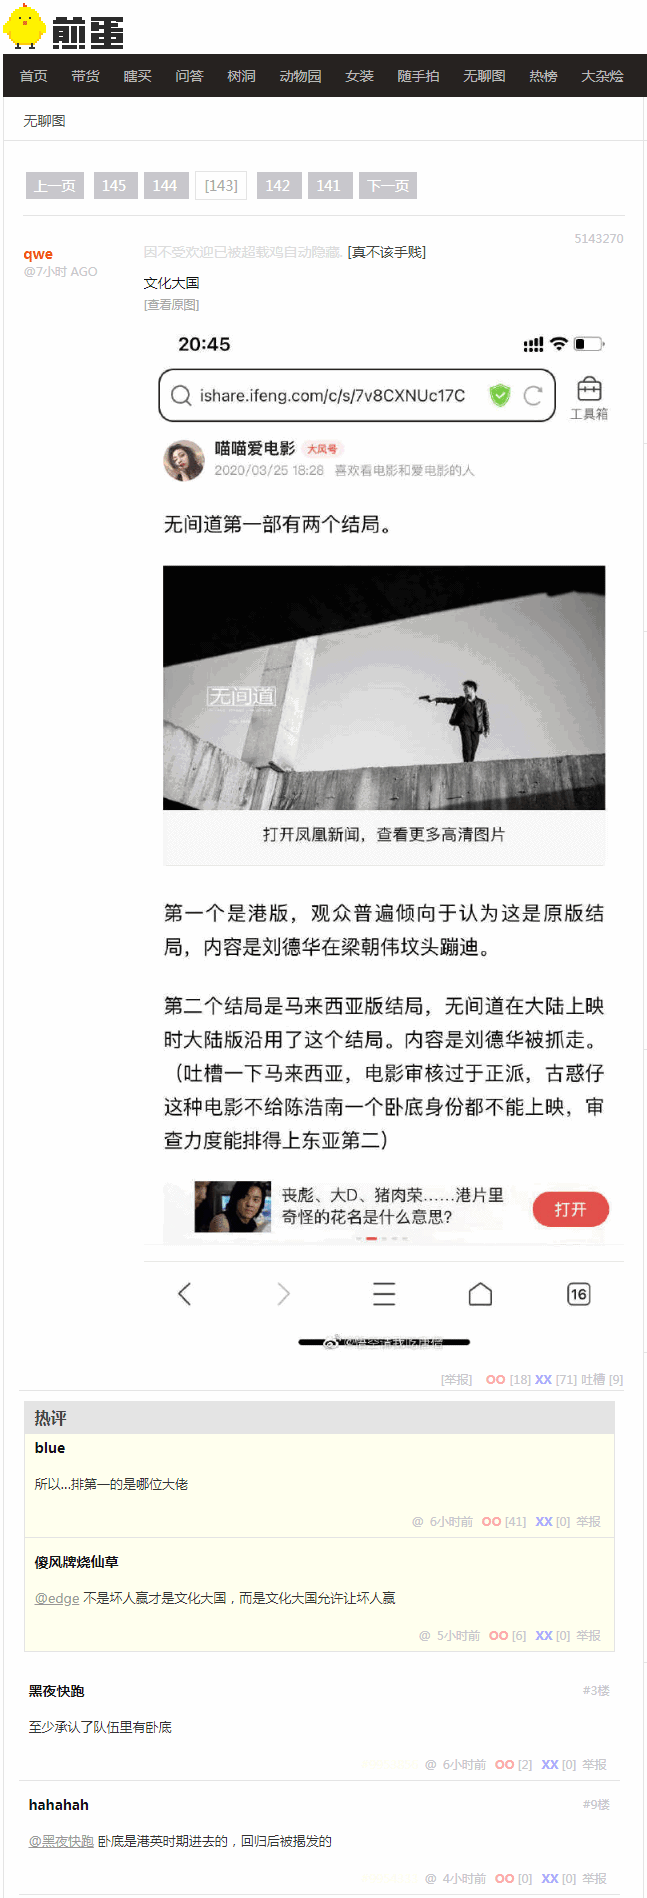 煎蛋
首页 带货 瞎买 问答 树洞 动物园 女装 随手拍 无聊图 热榜 大杂烩
无聊图
上一页 145 144 [143] 142 141 下一页
5143270
qwe
@7小时 AGO
因不受欢迎已被超载鸡自动隐藏. [真不该手贱]
文化大国
[查看原图]
20:45
ishare.ifeng.com/c/s/7v8CXNUc17C
工具箱
喵喵爱电影 大风号
2020/03/25 18:28 喜欢看电影和爱电影的人
无间道第一部有两个结局。
无间道
打开凤凰新闻，查看更多高清图片
第一个是港版，观众普遍倾向于认为这是原版结
局，内容是刘德华在梁朝伟坟头蹦迪。
第二个结局是马来西亚版结局，无间道在大陆上映
时大陆版沿用了这个结局。内容是刘德华被抓走。
（吐槽一下马来西亚，电影审核过于正派，古惑仔
这种电影不给陈浩南一个卧底身份都不能上映，审
查力度能排得上东亚第二）
丧彪、大D、猪肉荣……港片里
奇怪的花名是什么意思?
打开
16
[举报] OO [18] XX [71] 吐槽 [9]
热评
blue
所以...排第一的是哪位大佬
@ 6小时前 OO [41] XX [0] 举报
傻风牌烧仙草
@edge 不是坏人赢才是文化大国，而是文化大国允许让坏人赢
@ 5小时前 OO [6] XX [0] 举报
黑夜快跑 #3楼
至少承认了队伍里有卧底
@ 6小时前 OO [2] XX [0] 举报
hahahah #9楼
@黑夜快跑 卧底是港英时期进去的，回归后被揭发的
@ 4小时前 OO [0] XX [0] 举报